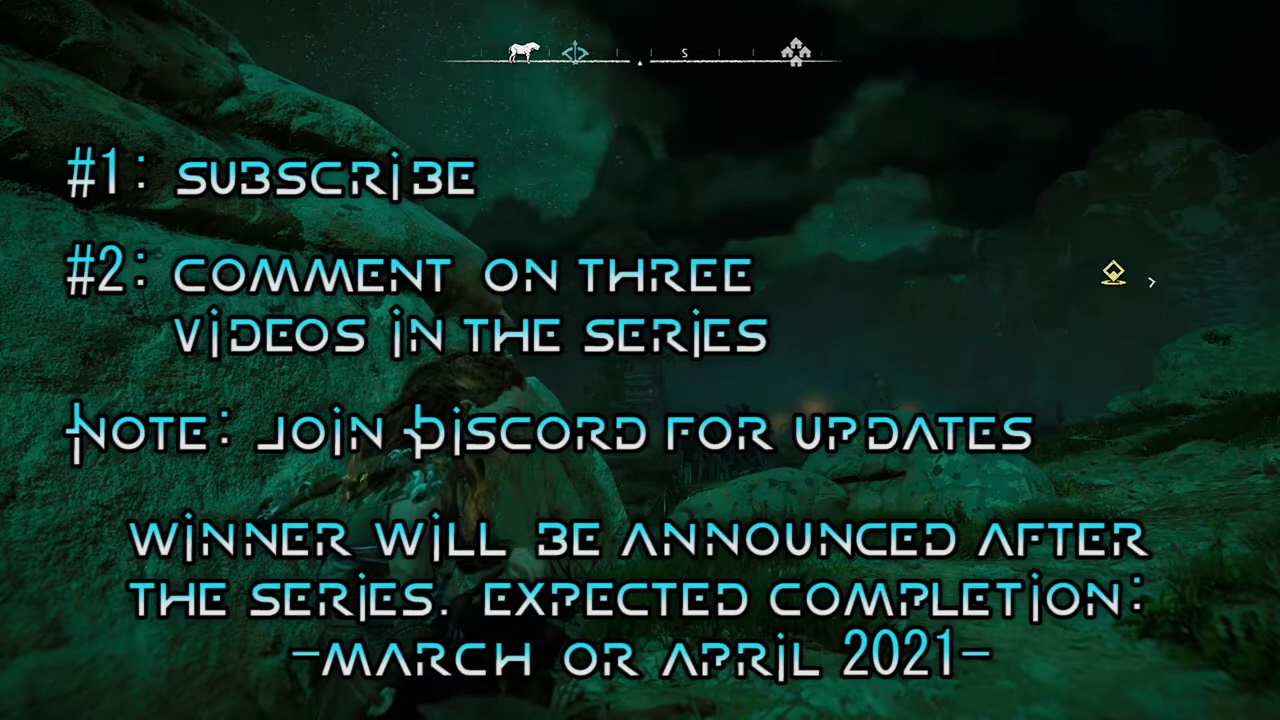 S
#1: SUBSCRIBE
#2: COMMENT ON THREE
VIDEOS IN THE SERIES
NOTE: JOIN DISCORD FOR UPDATES
WINNER WILL BE ANNOUNCED AFTER
THE SERIES. EXPECTED COMPLETION:
-MARCH OR APRIL 2021-